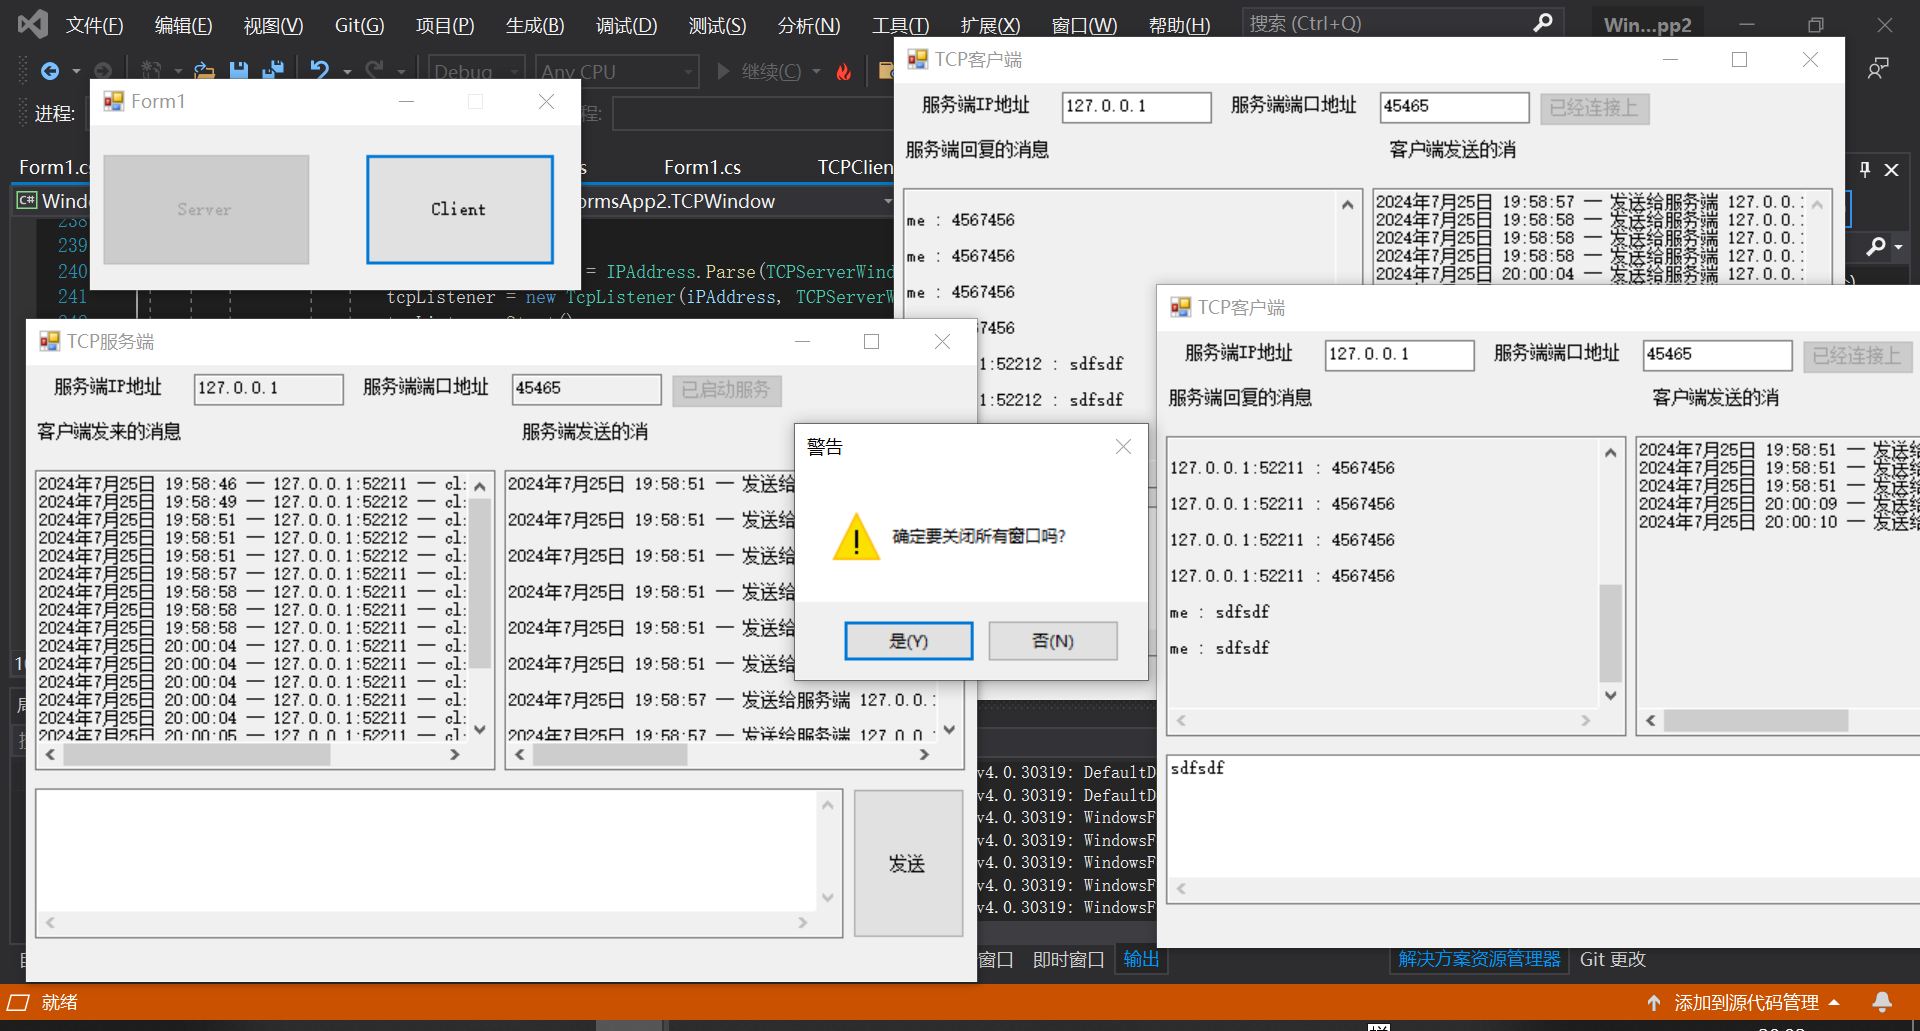 文件(F) 编辑(E) 视图(V) Git(G) 项目(P) 生成(B) 调试(D) 测试(S) 分析(N) 工具(T) 扩展(X) 窗口(W) 帮助(H) 搜索 (Ctrl+Q) Win...pp2
Debug Any CPU 继续(C)
进程:
程:
Form1.c
Form1.cs
TCPClien
Wind
ormsApp2.TCPWindow
238
239
240 = IPAddress.Parse(TCPServerWind
241 tcpListener = new TcpListener(iPAddress, TCPServerW
Form1
Server
Client
TCP客户端
服务端IP地址 127.0.0.1 服务端端口地址 45465 已经连接上
服务端回复的消息 客户端发送的消
me : 4567456
me : 4567456
me : 4567456
67456
1:52212 : sdfsdf
1:52212 : sdfsdf
2024年7月25日 19:58:57 — 发送给服务端 127.0.0.
2024年7月25日 19:58:58 — 发送给服务端 127.0.0.
2024年7月25日 19:58:58 — 发送给服务端 127.0.0.
2024年7月25日 19:58:58 — 发送给服务端 127.0.0.
2024年7月25日 20:00:04 — 发送给服务端 127.0.0.
TCP客户端
服务端IP地址 127.0.0.1 服务端端口地址 45465 已经连接上
服务端回复的消息 客户端发送的消
127.0.0.1:52211 : 4567456
127.0.0.1:52211 : 4567456
127.0.0.1:52211 : 4567456
127.0.0.1:52211 : 4567456
me : sdfsdf
me : sdfsdf
2024年7月25日 19:58:51 — 发送给
2024年7月25日 19:58:51 — 发送给
2024年7月25日 19:58:51 — 发送给
2024年7月25日 20:00:09 — 发送给
2024年7月25日 20:00:10 — 发送给
sdfsdf
TCP服务端
服务端IP地址 127.0.0.1 服务端端口地址 45465 已启动服务
客户端发来的消息 服务端发送的消
2024年7月25日 19:58:46 — 127.0.0.1:52211 — cl
2024年7月25日 19:58:49 — 127.0.0.1:52212 — cl
2024年7月25日 19:58:51 — 127.0.0.1:52212 — cl
2024年7月25日 19:58:51 — 127.0.0.1:52212 — cl
2024年7月25日 19:58:51 — 127.0.0.1:52212 — cl
2024年7月25日 19:58:57 — 127.0.0.1:52211 — cl
2024年7月25日 19:58:58 — 127.0.0.1:52211 — cl
2024年7月25日 19:58:58 — 127.0.0.1:52211 — cl
2024年7月25日 19:58:58 — 127.0.0.1:52211 — cl
2024年7月25日 20:00:04 — 127.0.0.1:52211 — cl
2024年7月25日 20:00:04 — 127.0.0.1:52211 — cl
2024年7月25日 20:00:04 — 127.0.0.1:52211 — cl
2024年7月25日 20:00:04 — 127.0.0.1:52211 — cl
2024年7月25日 20:00:04 — 127.0.0.1:52211 — cl
2024年7月25日 20:00:05 — 127.0.0.1:52211 — cl
2024年7月25日 19:58:51 — 发送给
2024年7月25日 19:58:51 — 发送给
2024年7月25日 19:58:51 — 发送给
2024年7月25日 19:58:51 — 发送给
2024年7月25日 19:58:51 — 发送给
2024年7月25日 19:58:51 — 发送给
2024年7月25日 19:58:57 — 发送给服务端 127.0.0.
2024年7月25日 19:58:57 — 发送给服务端 127.0.0
发送
警告
确定要关闭所有窗口吗?
是(Y) 否(N)
v4.0.30319: DefaultD
v4.0.30319: DefaultD
v4.0.30319: WindowsF
v4.0.30319: WindowsF
v4.0.30319: WindowsF
v4.0.30319: WindowsF
v4.0.30319: WindowsF
窗口 即时窗口 输出 解决方案资源管理器 Git 更改
就绪 添加到源代码管理